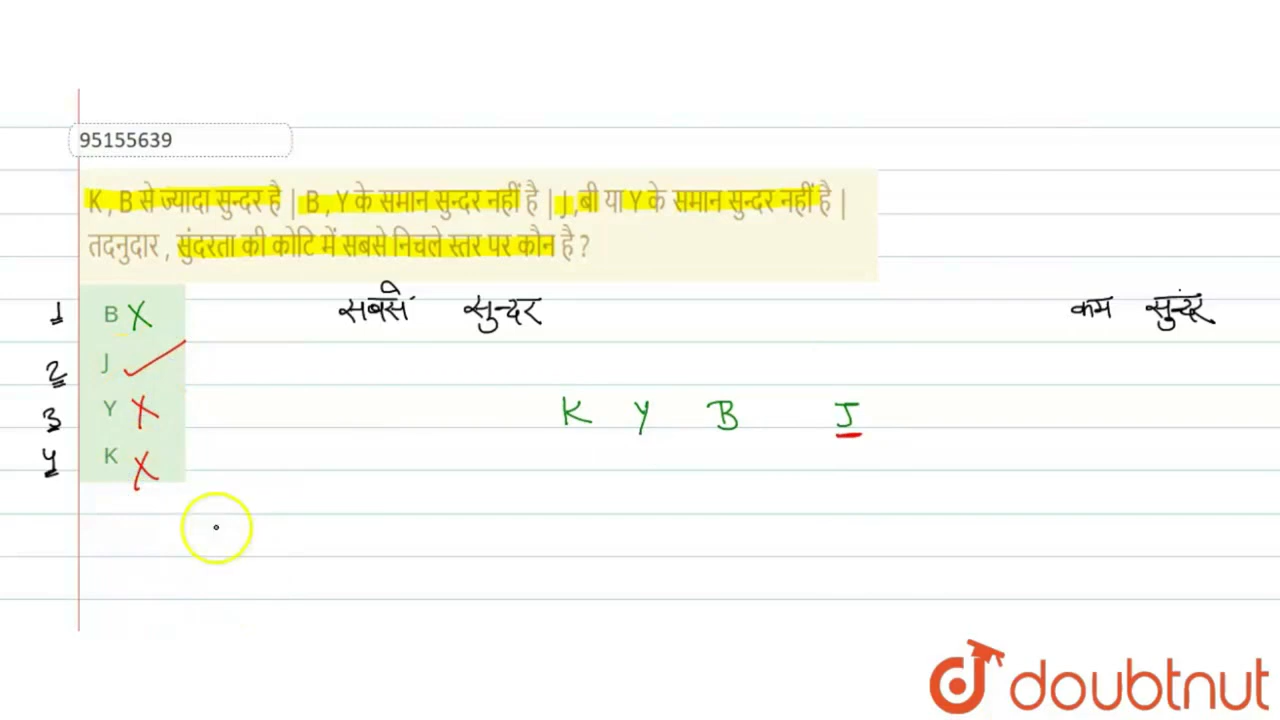 95155639
K , B से ज्यादा सुन्दर है | B , Y के समान सुन्दर नहीं है | J ,बी या Y के समान सुन्दर नहीं है |
तदनुदार , सुंदरता की कोटि में सबसे निचले स्तर पर कौन है ?
सबसे सुन्दर कम सुन्दर
1 B X
2 J ✓
3 Y X
4 K X
K Y B J
doubtnut